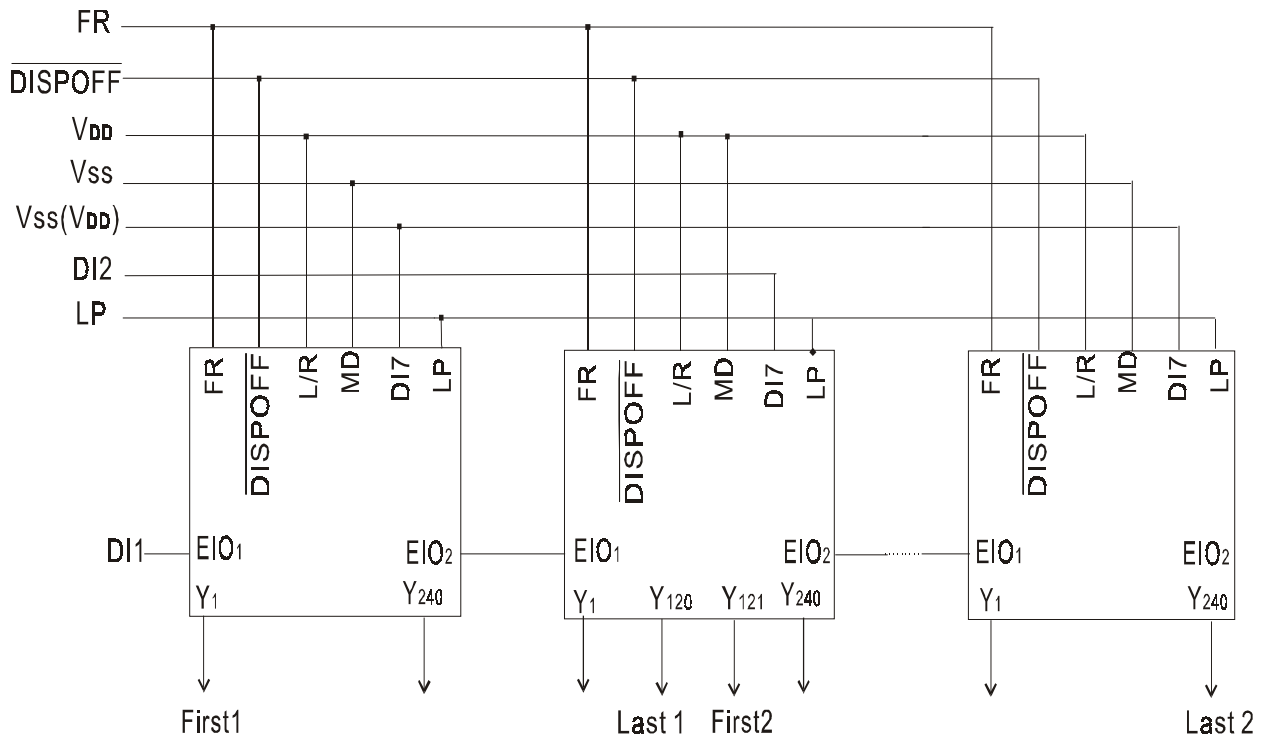 FR
DISPOFF
VDD
VSS
VSS(VDD)
DI2
LP
FR DISPOFF L/R MD DI7 LP
FR DISPOFF L/R MD DI7 LP
FR DISPOFF L/R MD DI7 LP
DI1 EIO1 EIO2 EIO1 EIO2 EIO1 EIO2
Y1 Y240 Y1 Y120 Y121 Y240 Y1 Y240
First1 Last 1 First2 Last 2